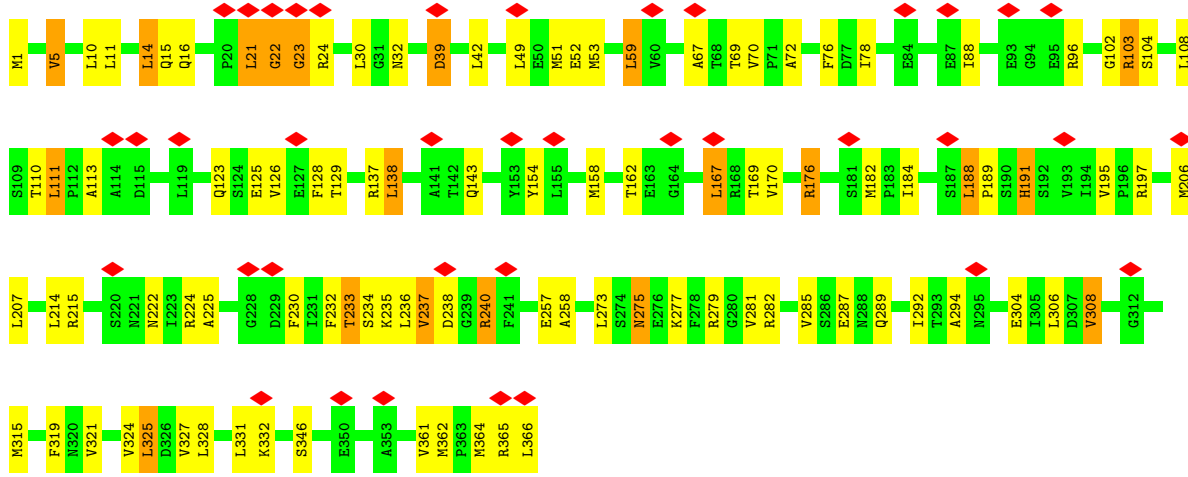 M1 V5 L10 L11 L14 Q15 Q16 P20 L21 G22 G23 R24 L30 G31 N32 D39 L42 L49 E50 M51 E52 M53 L59 V60 A67 T68 T69 V70 P71 A72 F76 D77 I78 E84 E87 I88 E93 G94 E95 R96 G102 R103 S104 L108
S109 T110 L111 P112 A113 A114 D115 L119 Q123 S124 E125 V126 E127 F128 T129 R137 L138 A141 T142 Q143 Y153 Y154 L155 M158 T162 E163 G164 L167 R168 T169 V170 R176 S181 M182 P183 I184 S187 L188 P189 S190 H191 S192 V193 I194 V195 P196 R197 M206
L207 L214 R215 S220 N221 N222 I223 R224 A225 G228 D229 F230 I231 F232 T233 S234 K235 L236 V237 D238 G239 R240 F241 E257 A258 L273 S274 N275 E276 K277 F278 R279 G280 V281 R282 V285 S286 E287 N288 Q289 I292 T293 A294 N295 E304 I305 L306 D307 V308 G312
M315 F319 N320 V321 V324 L325 D326 V327 L328 L331 K332 S346 E350 A353 V361 M362 P363 M364 R365 L366